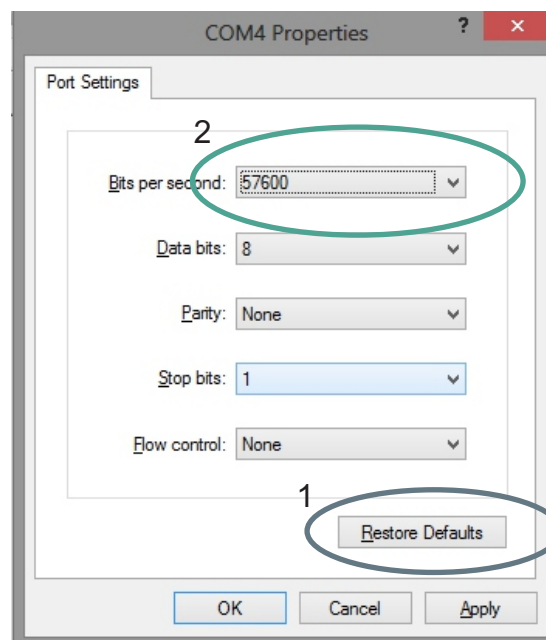 COM4 Properties ?
Port Settings
2
Bits per second: 57600
Data bits: 8
Parity: None
Stop bits: 1
Flow control: None
1
Restore Defaults
OK Cancel Apply